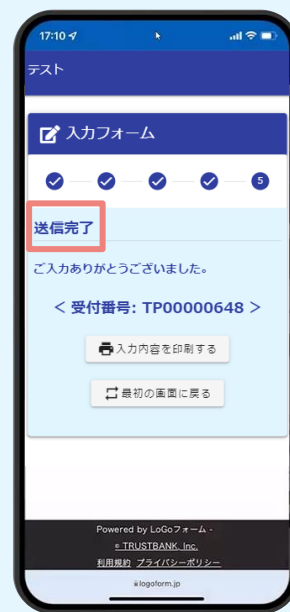 17:10
テスト
入力フォーム
5
送信完了
ご入力ありがとうございました。
< 受付番号: TP00000648 >
入力内容を印刷する
最初の画面に戻る
Powered by LoGoフォーム -
© TRUSTBANK, Inc.
利用規約 プライバシーポリシー
logoform.jp